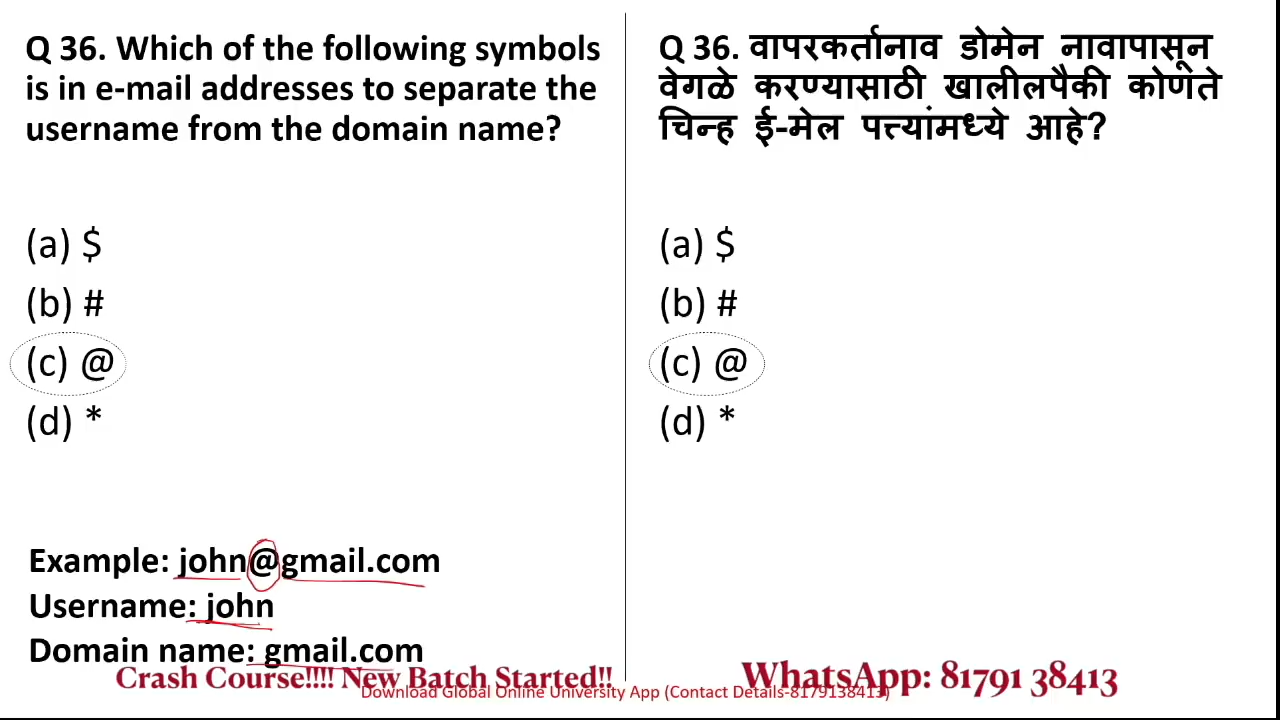 Q 36. Which of the following symbols
is in e-mail addresses to separate the
username from the domain name?
(a) $
(b) #
(c) @
(d) *
Example: john@gmail.com
Username: john
Domain name: gmail.com
Q 36. वापरकर्तानाव डोमेन नावापासून
वेगळे करण्यासाठी खालीलपैकी कोणते
चिन्ह ई-मेल पत्त्यांमध्ये आहे?
(a) $
(b) #
(c) @
(d) *
Crash Course!!!! New Batch Started!!
WhatsApp: 81791 38413
Download Global Online University App (Contact Details-8179138413)